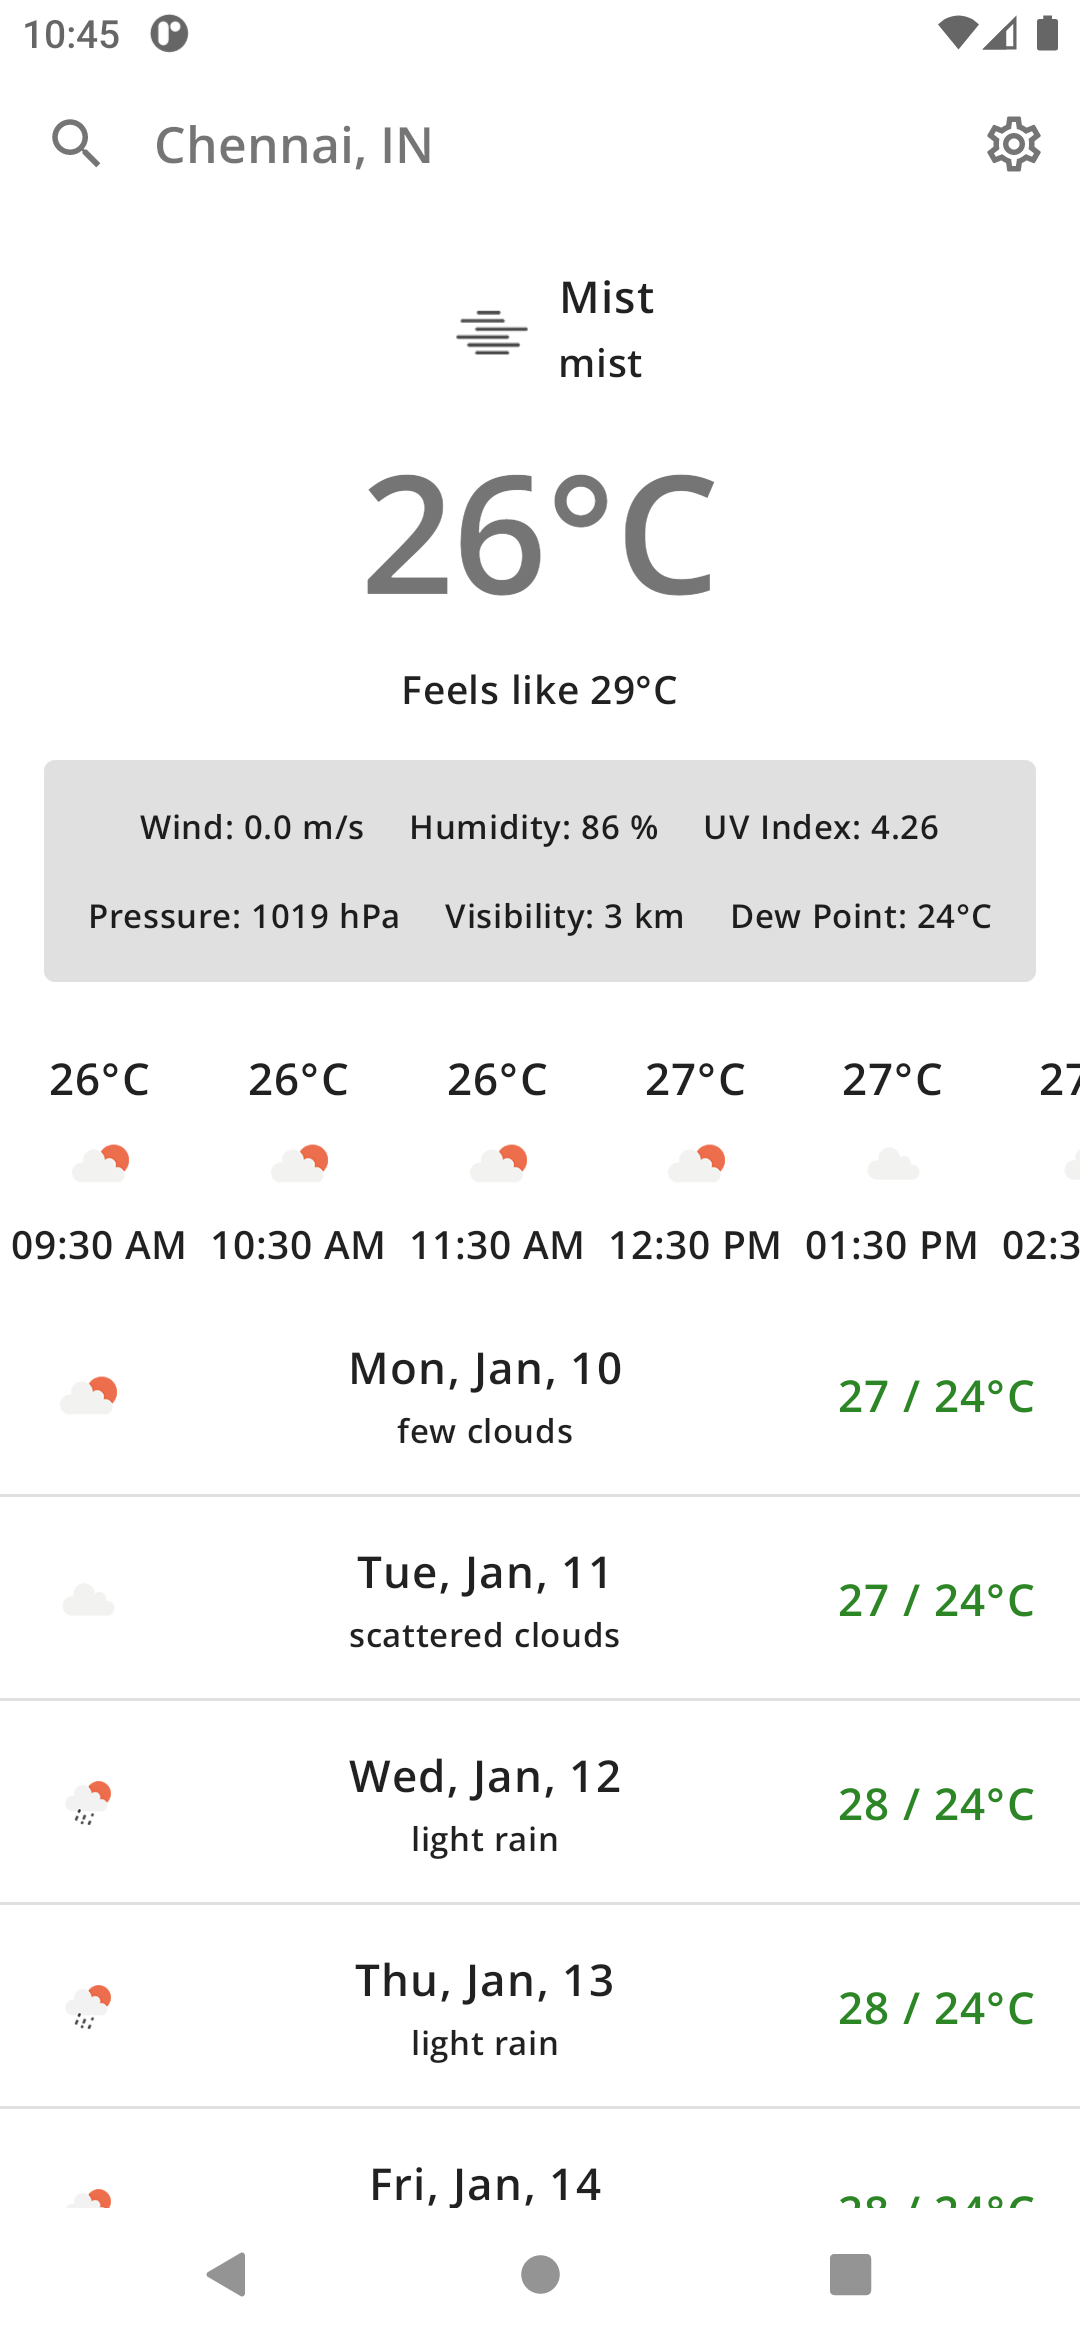 10:45
Chennai, IN
Mist
mist
26°C
Feels like 29°C
Wind: 0.0 m/s Humidity: 86 % UV Index: 4.26
Pressure: 1019 hPa Visibility: 3 km Dew Point: 24°C
26°C 26°C 26°C 27°C 27°C 27
09:30 AM 10:30 AM 11:30 AM 12:30 PM 01:30 PM 02:3
Mon, Jan, 10
few clouds
27 / 24°C
Tue, Jan, 11
scattered clouds
27 / 24°C
Wed, Jan, 12
light rain
28 / 24°C
Thu, Jan, 13
light rain
28 / 24°C
Fri, Jan, 14
28 / 24°C